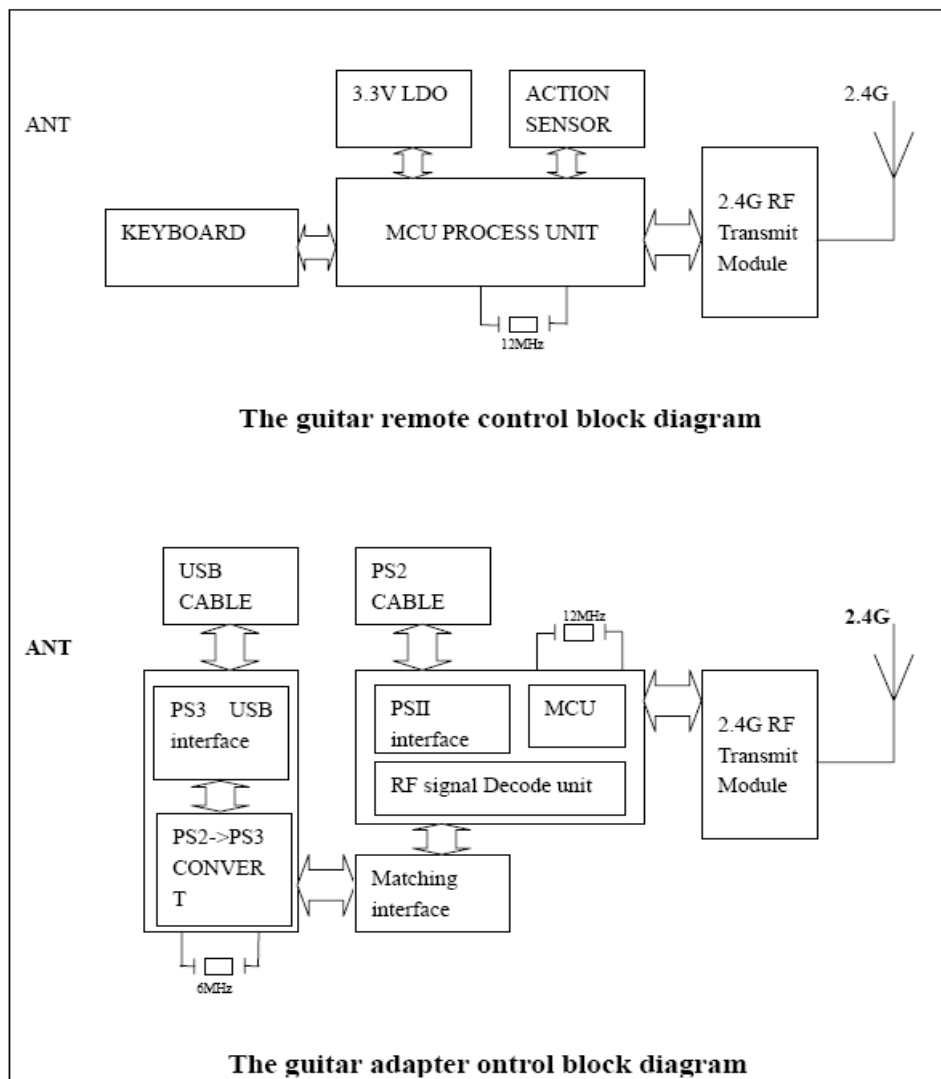 3.3V LDO
ACTION
SENSOR
2.4G
ANT
2.4G RF
Transmit
Module
KEYBOARD
MCU PROCESS UNIT
12MHz
The guitar remote control block diagram
USB
CABLE
PS2
CABLE
12MHz
2.4G
ANT
PS3 USB
interface
PSII
interface
MCU
2.4G RF
Transmit
Module
RF signal Decode unit
PS2->PS3
CONVER
T
Matching
interface
6MHz
The guitar adapter ontrol block diagram